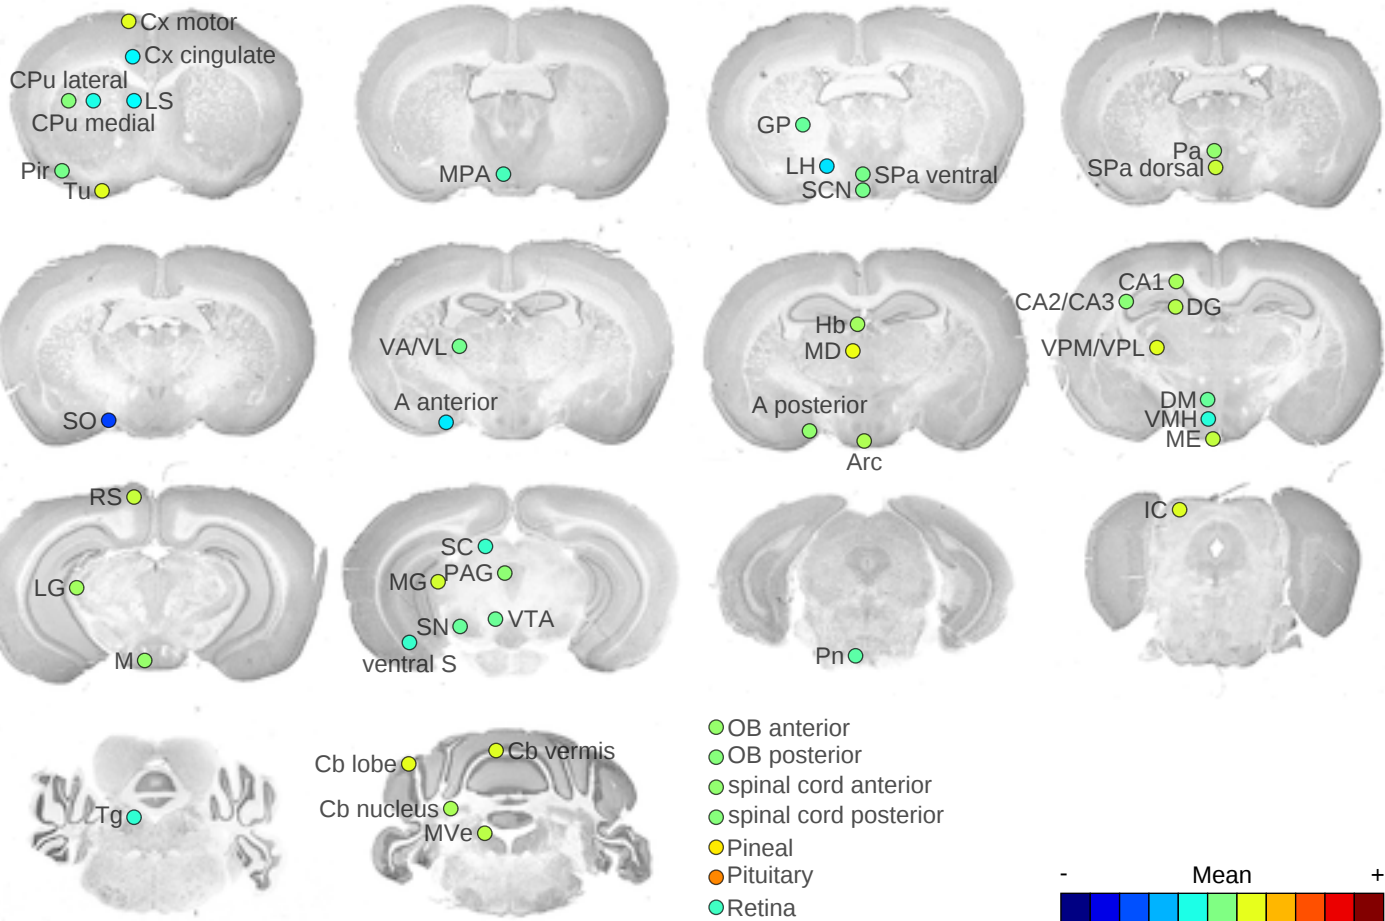 Cx motor
Cx cingulate
CPu lateral
LS
CPu medial
Pir
Tu
MPA
GP
LH
SPa ventral
SCN
Pa
SPa dorsal
SO
VA/VL
A anterior
Hb
MD
A posterior
Arc
CA1
CA2/CA3
DG
VPM/VPL
DM
VMH
ME
RS
LG
M
SC
MG
PAG
SN
VTA
ventral S
Pn
IC
Tg
Cb lobe
Cb vermis
Cb nucleus
MVe
OB anterior
OB posterior
spinal cord anterior
spinal cord posterior
Pineal
Pituitary
Retina
- Mean +